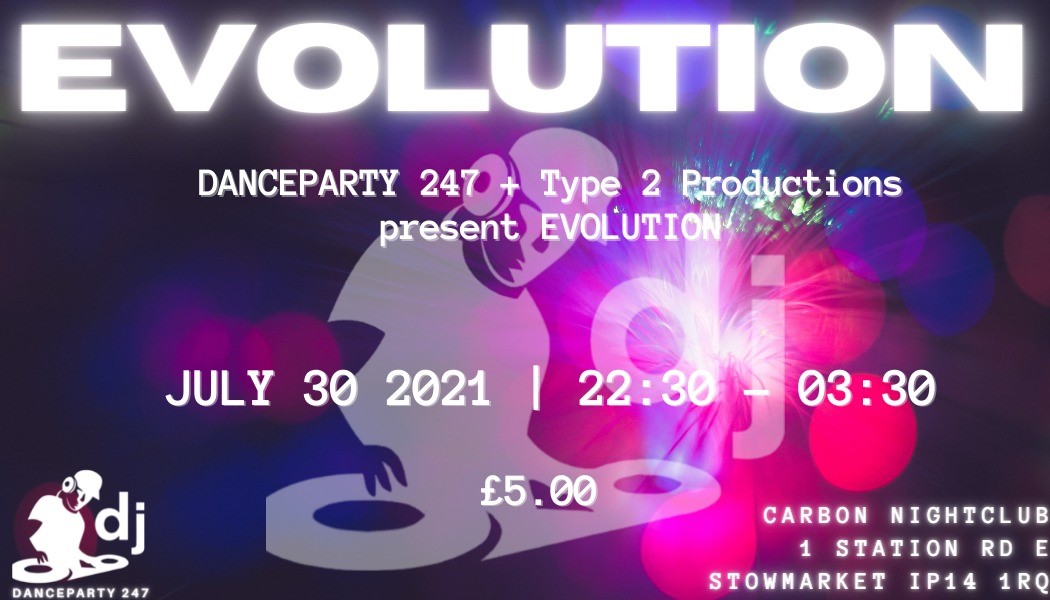 EVOLUTION
DANCEPARTY 247 + Type 2 Productions
present EVOLUTION
dj
JULY 30 2021 | 22:30 - 03:30
£5.00
dj
DANCEPARTY 247
CARBON NIGHTCLUB
1 STATION RD E
STOWMARKET IP14 1RQ